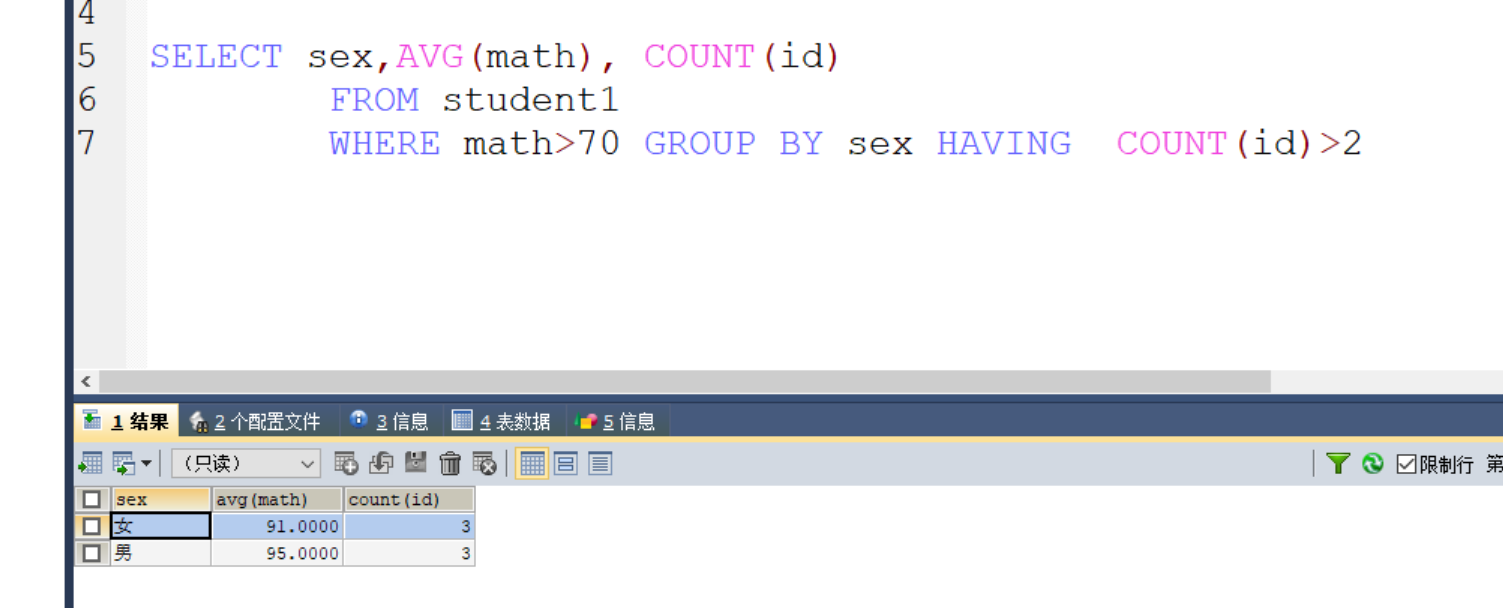 4
5 SELECT sex,AVG(math), COUNT(id)
6 FROM student1
7 WHERE math>70 GROUP BY sex HAVING COUNT(id)>2
1 结果 2 个配置文件 3 信息 4 表数据 5 信息
(只读) 限制行 第
sex avg(math) count(id)
女 91.0000 3
男 95.0000 3